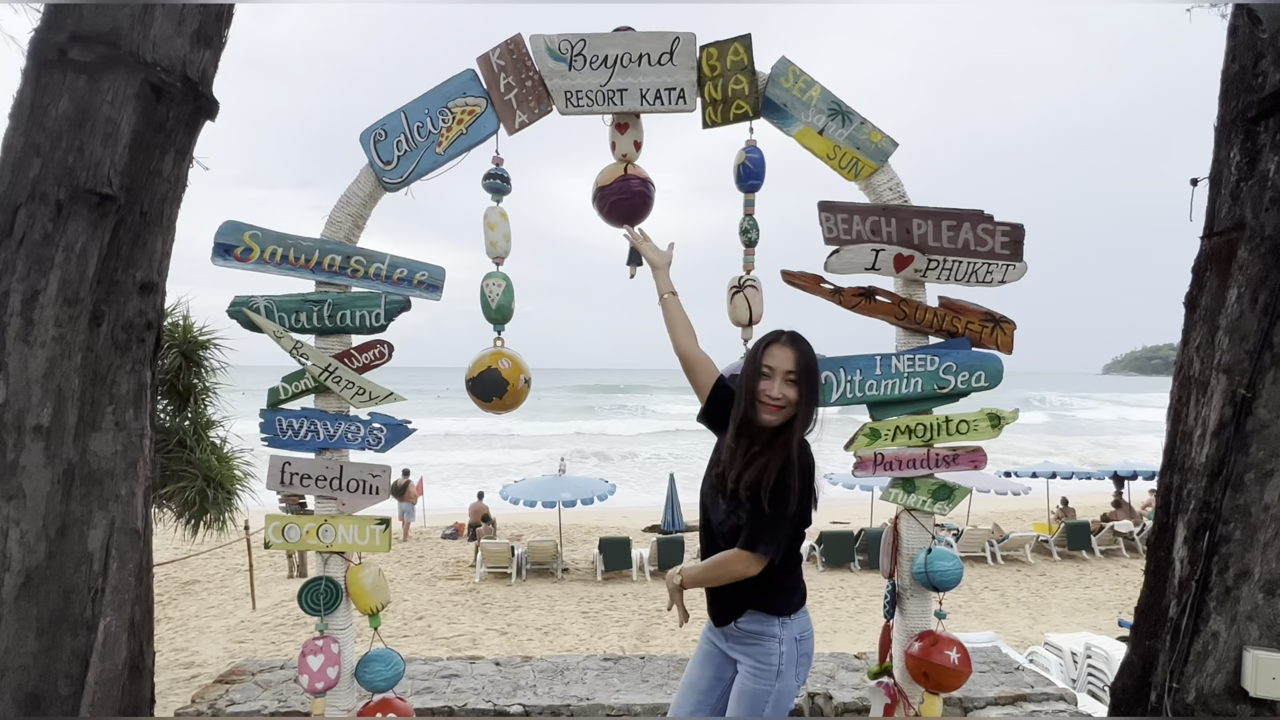 Calcio
KATA
Beyond
RESORT KATA
BANANA
SEA
sand
SUN
Sawasdee
Thailand
Don't Worry
Be Happy!
WAVES
freedom
COCONUT
BEACH PLEASE
I ❤ PHUKET
SUNSET
I NEED
Vitamin Sea
MOJITO
Paradise
TURTLE